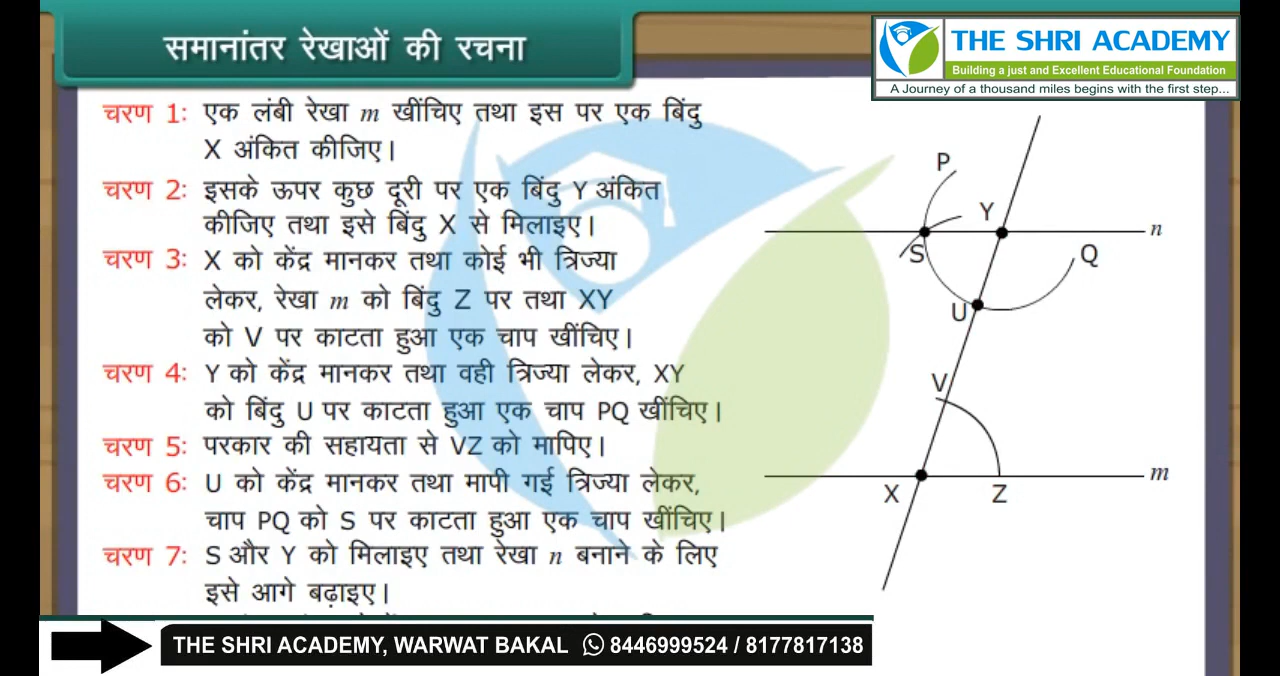 समानांतर रेखाओं की रचना
THE SHRI ACADEMY
Building a just and Excellent Educational Foundation
A Journey of a thousand miles begins with the first step...
चरण 1: एक लंबी रेखा m खींचिए तथा इस पर एक बिंदु
X अंकित कीजिए।
चरण 2: इसके ऊपर कुछ दूरी पर एक बिंदु Y अंकित
कीजिए तथा इसे बिंदु X से मिलाइए।
चरण 3: X को केंद्र मानकर तथा कोई भी त्रिज्या
लेकर, रेखा m को बिंदु Z पर तथा XY
को V पर काटता हुआ एक चाप खींचिए।
चरण 4: Y को केंद्र मानकर तथा वही त्रिज्या लेकर, XY
को बिंदु U पर काटता हुआ एक चाप PQ खींचिए।
चरण 5: परकार की सहायता से VZ को मापिए।
चरण 6: U को केंद्र मानकर तथा मापी गई त्रिज्या लेकर,
चाप PQ को S पर काटता हुआ एक चाप खींचिए।
चरण 7: S और Y को मिलाइए तथा रेखा n बनाने के लिए
इसे आगे बढ़ाइए।
P
Y
n
S
Q
U
V
m
X
Z
THE SHRI ACADEMY, WARWAT BAKAL 8446999524 / 8177817138